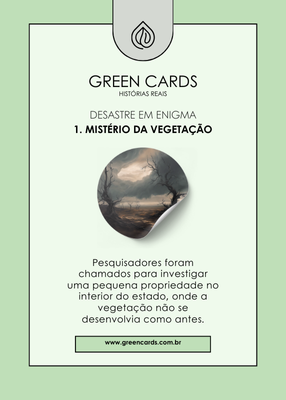 GREEN CARDS
HISTÓRIAS REAIS
DESASTRE EM ENIGMA
1. MISTÉRIO DA VEGETAÇÃO
Pesquisadores foram
chamados para investigar
uma pequena propriedade no
interior do estado, onde a
vegetação não se
desenvolvia como antes.
www.greencards.com.br